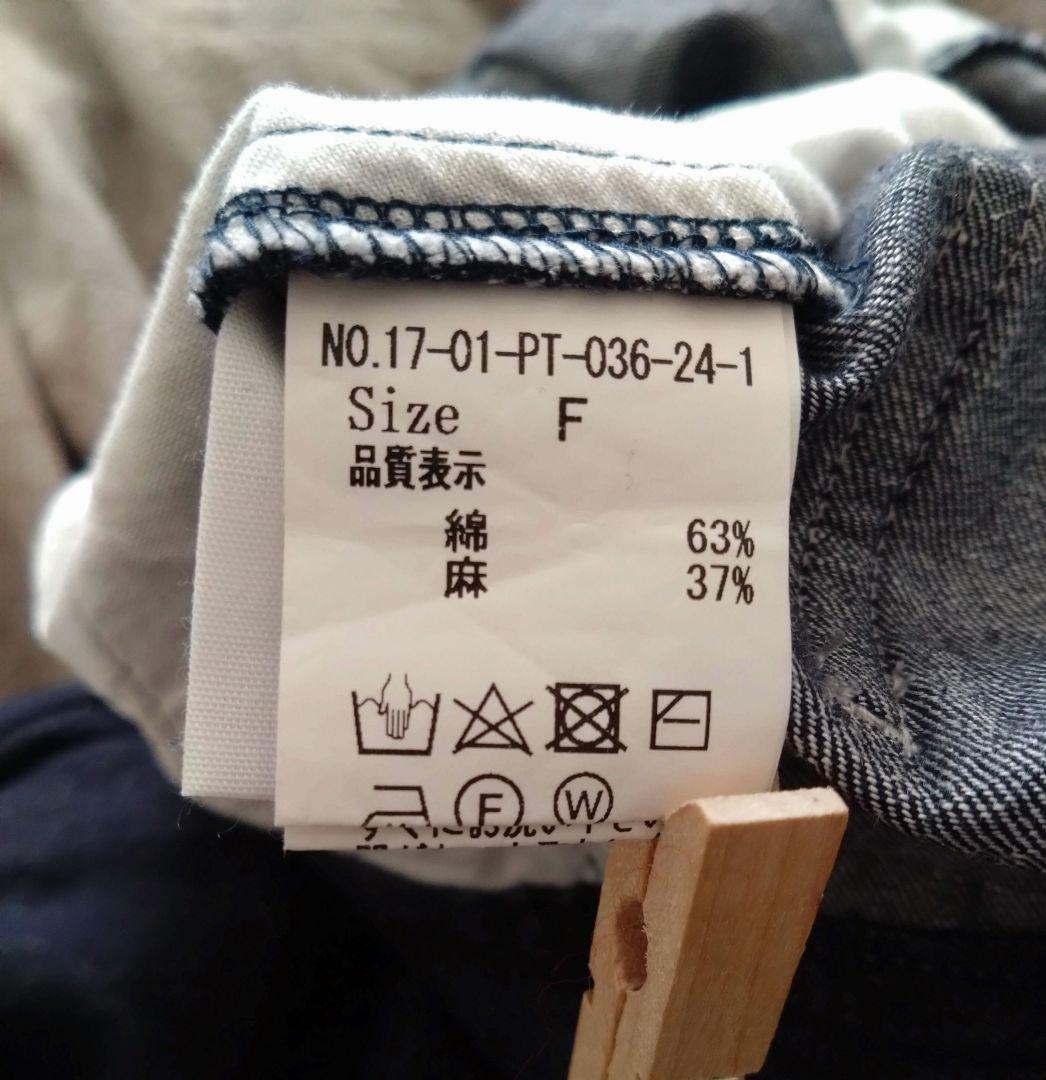 NO.17-01-PT-036-24-1
Size F
品質表示
綿 63%
麻 37%
F W